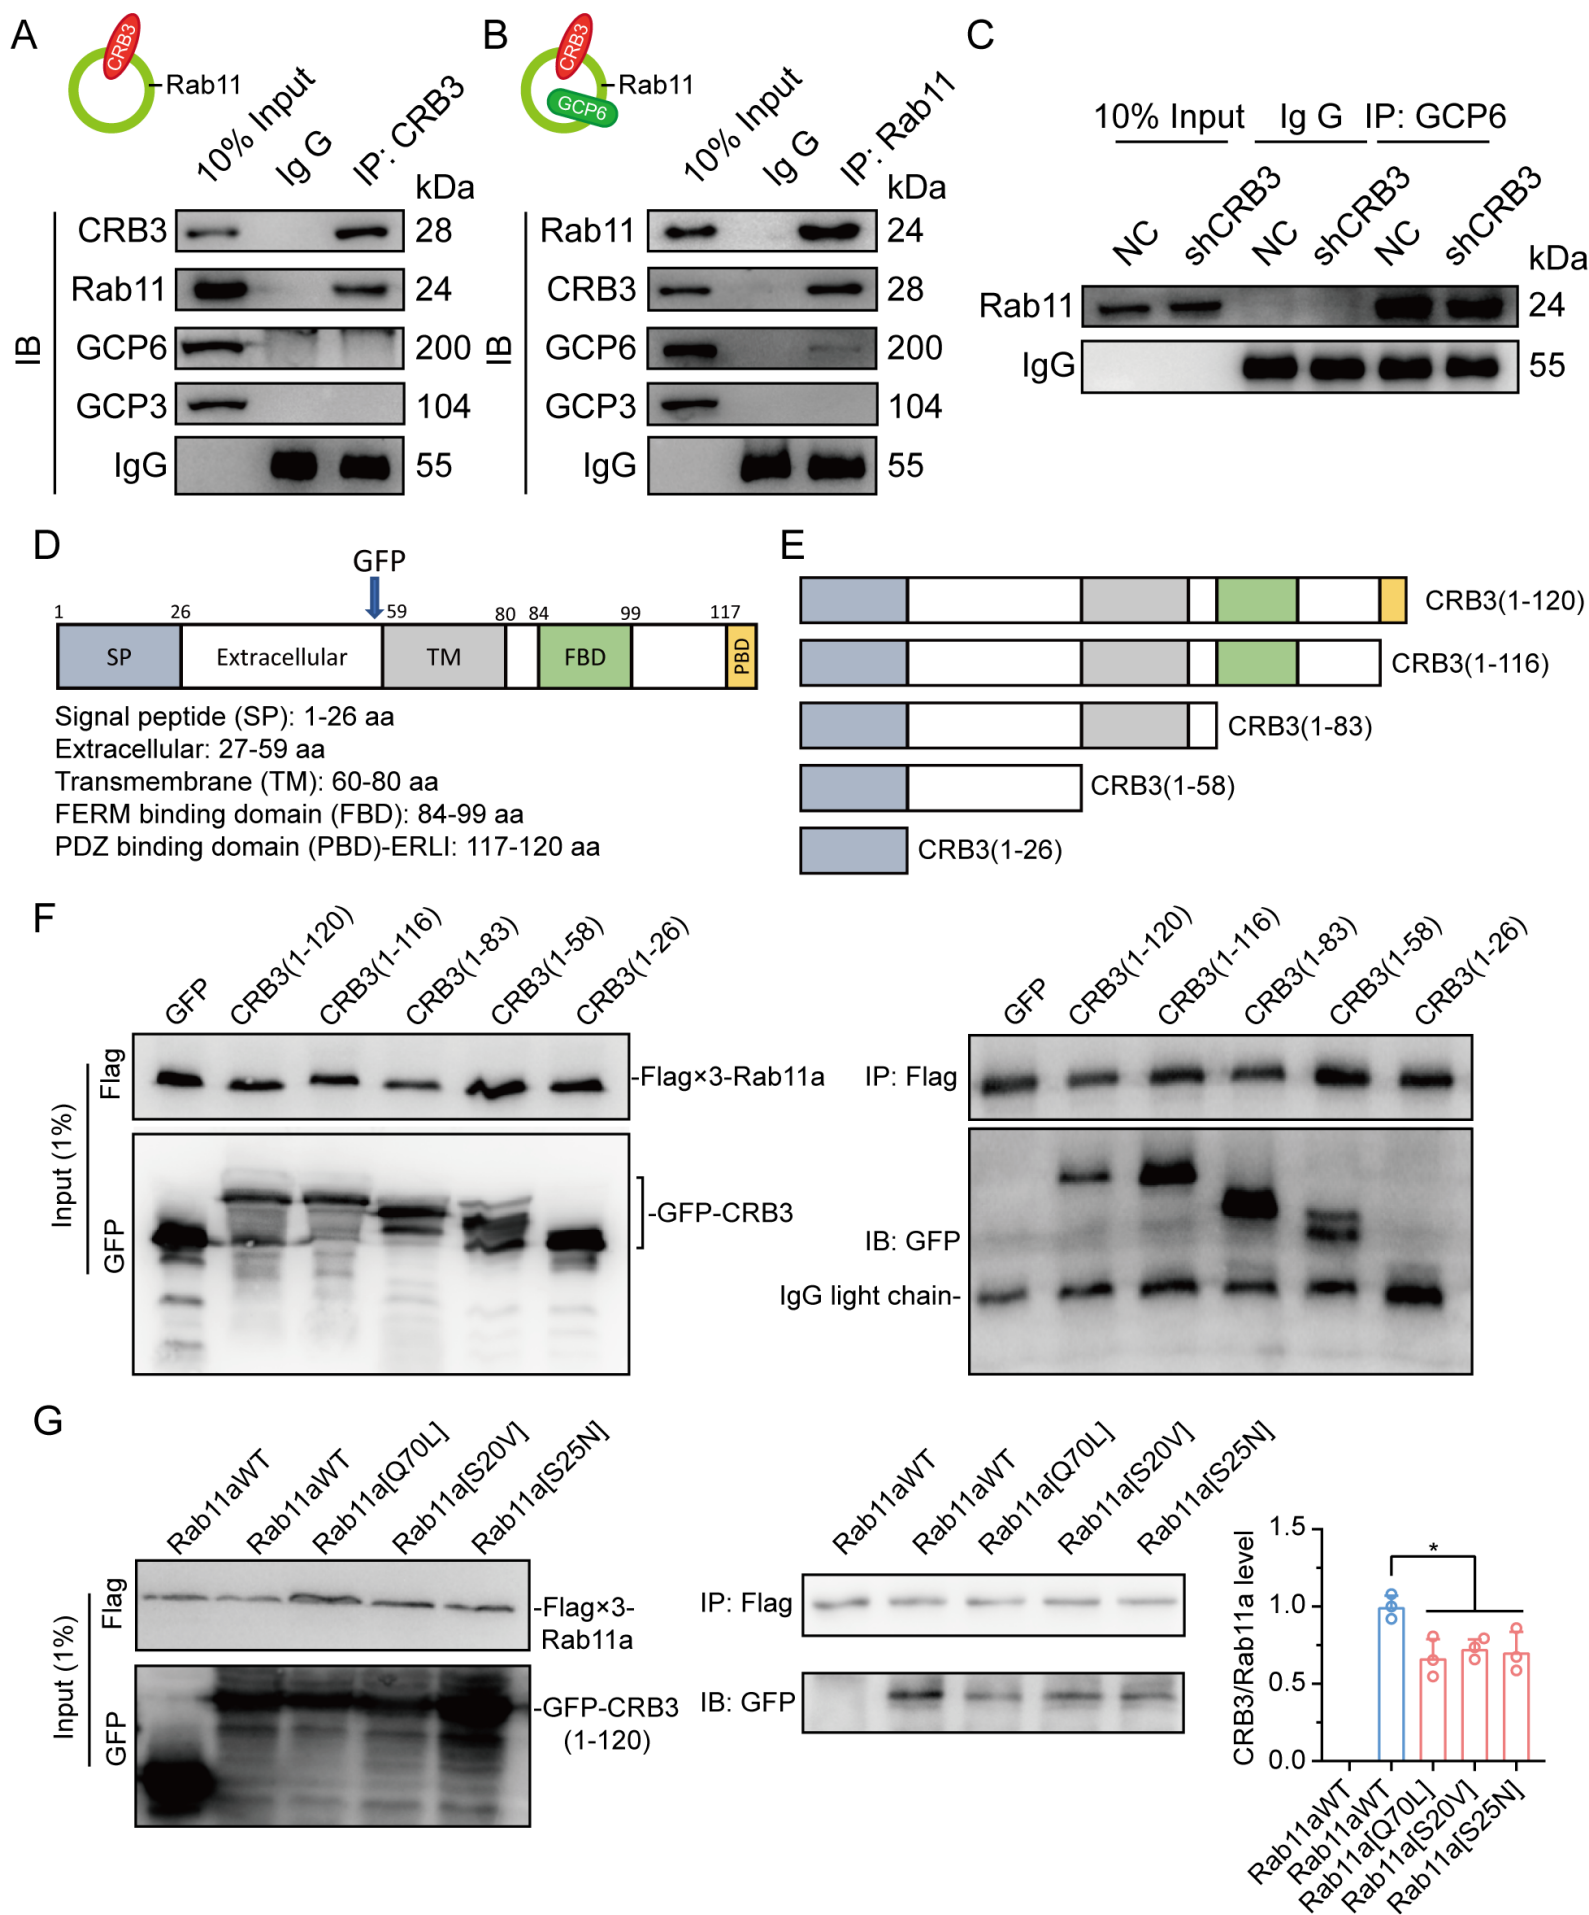 A
CRB3
-Rab11
10% Input
Ig G
IP: CRB3
kDa
IB
CRB3
28
Rab11
24
GCP6
200
GCP3
104
IgG
55
B
CRB3
GCP6
Rab11
10% Input
Ig G
IP: Rab11
kDa
IB
Rab11
24
CRB3
28
GCP6
200
GCP3
104
IgG
55
C
10% Input
Ig G
IP: GCP6
NC
shCRB3
NC
shCRB3
NC
shCRB3
kDa
Rab11
24
IgG
55
D
GFP
1
26
59
80
84
99
117
SP
Extracellular
TM
FBD
PBD
Signal peptide (SP): 1-26 aa
Extracellular: 27-59 aa
Transmembrane (TM): 60-80 aa
FERM binding domain (FBD): 84-99 aa
PDZ binding domain (PBD)-ERLI: 117-120 aa
E
CRB3(1-120)
CRB3(1-116)
CRB3(1-83)
CRB3(1-58)
CRB3(1-26)
F
GFP
CRB3(1-120)
CRB3(1-116)
CRB3(1-83)
CRB3(1-58)
CRB3(1-26)
Input (1%)
Flag
-Flag×3-Rab11a
GFP
-GFP-CRB3
GFP
CRB3(1-120)
CRB3(1-116)
CRB3(1-83)
CRB3(1-58)
CRB3(1-26)
IP: Flag
IB: GFP
IgG light chain-
G
Rab11aWT
Rab11aWT
Rab11a[Q70L]
Rab11a[S20V]
Rab11a[S25N]
Input (1%)
Flag
-Flag×3-
Rab11a
GFP
-GFP-CRB3
(1-120)
Rab11aWT
Rab11aWT
Rab11a[Q70L]
Rab11a[S20V]
Rab11a[S25N]
IP: Flag
IB: GFP
CRB3/Rab11a level
1.5
1.0
0.5
0.0
*
Rab11aWT
Rab11aWT
Rab11a[Q70L]
Rab11a[S20V]
Rab11a[S25N]